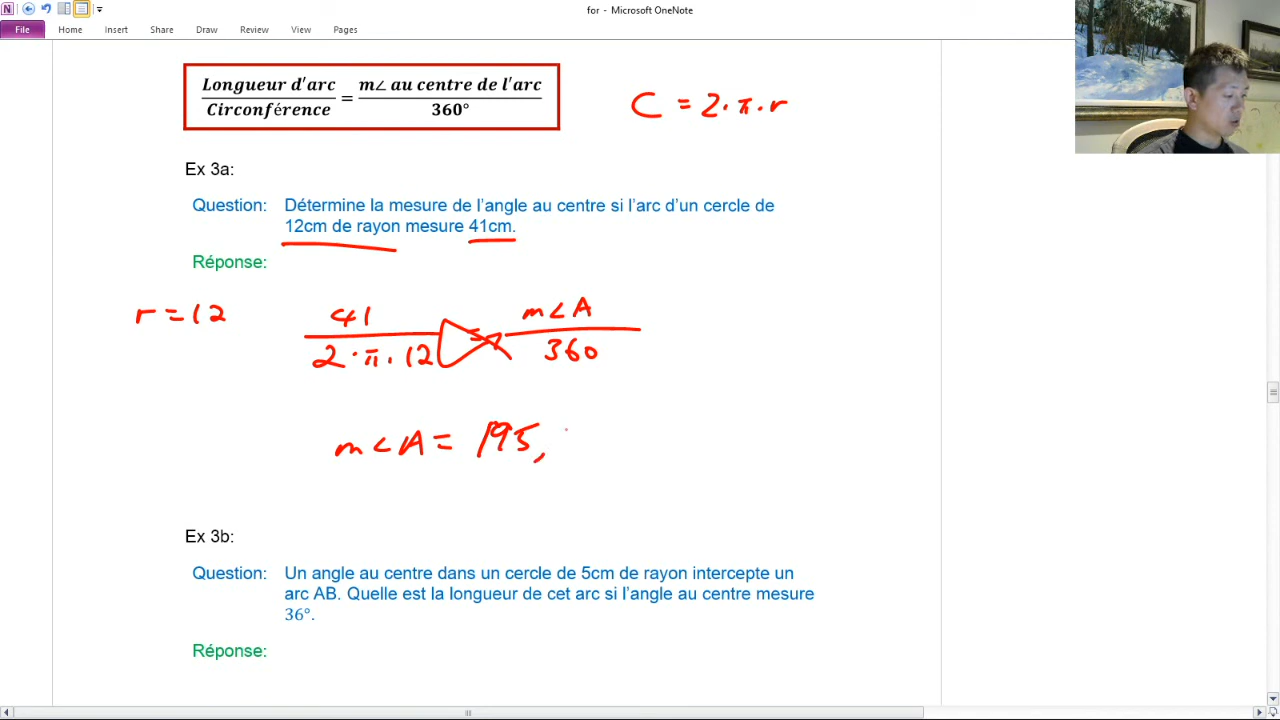 for - Microsoft OneNote
File Home Insert Share Draw Review View Pages
Longueur d'arc / Circonférence = m∠ au centre de l'arc / 360°
C = 2·π·r
Ex 3a:
Question: Détermine la mesure de l'angle au centre si l'arc d'un cercle de
12cm de rayon mesure 41cm.
Réponse:
r = 12
41 / 2·π·12 = m∠A / 360
m∠A = 195,
Ex 3b:
Question: Un angle au centre dans un cercle de 5cm de rayon intercepte un
arc AB. Quelle est la longueur de cet arc si l'angle au centre mesure
36°.
Réponse: